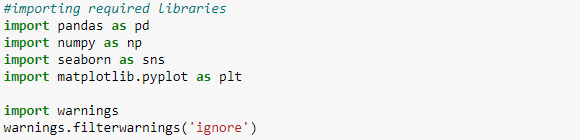 #importing required libraries
import pandas as pd
import numpy as np
import seaborn as sns
import matplotlib.pyplot as plt

import warnings
warnings.filterwarnings('ignore')